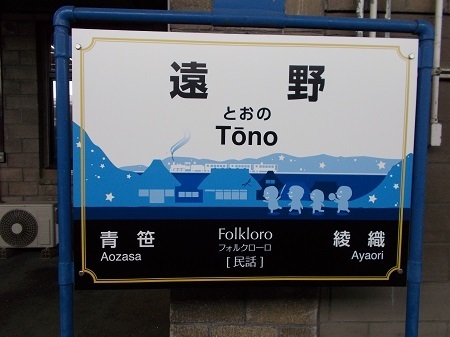 遠野
とおの
Tōno
青笹
Aozasa
Folkloro
フォルクローロ
[民話]
綾織
Ayaori